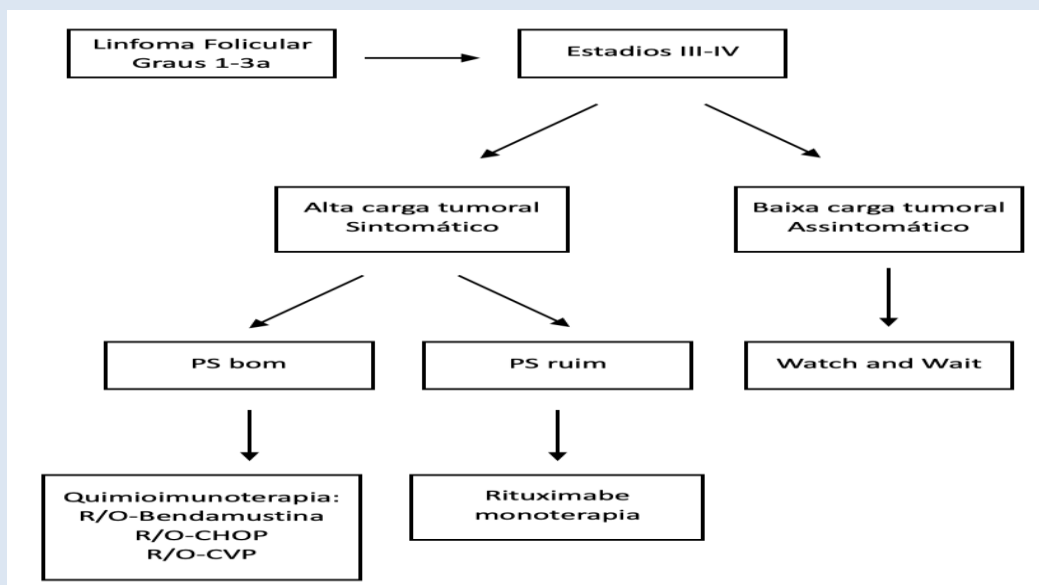 Linfoma Folicular
Graus 1-3a
Estadios III-IV
Alta carga tumoral
Sintomático
Baixa carga tumoral
Assintomático
PS bom
PS ruim
Watch and Wait
Quimioimunoterapia:
R/O-Bendamustina
R/O-CHOP
R/O-CVP
Rituximabe
monoterapia